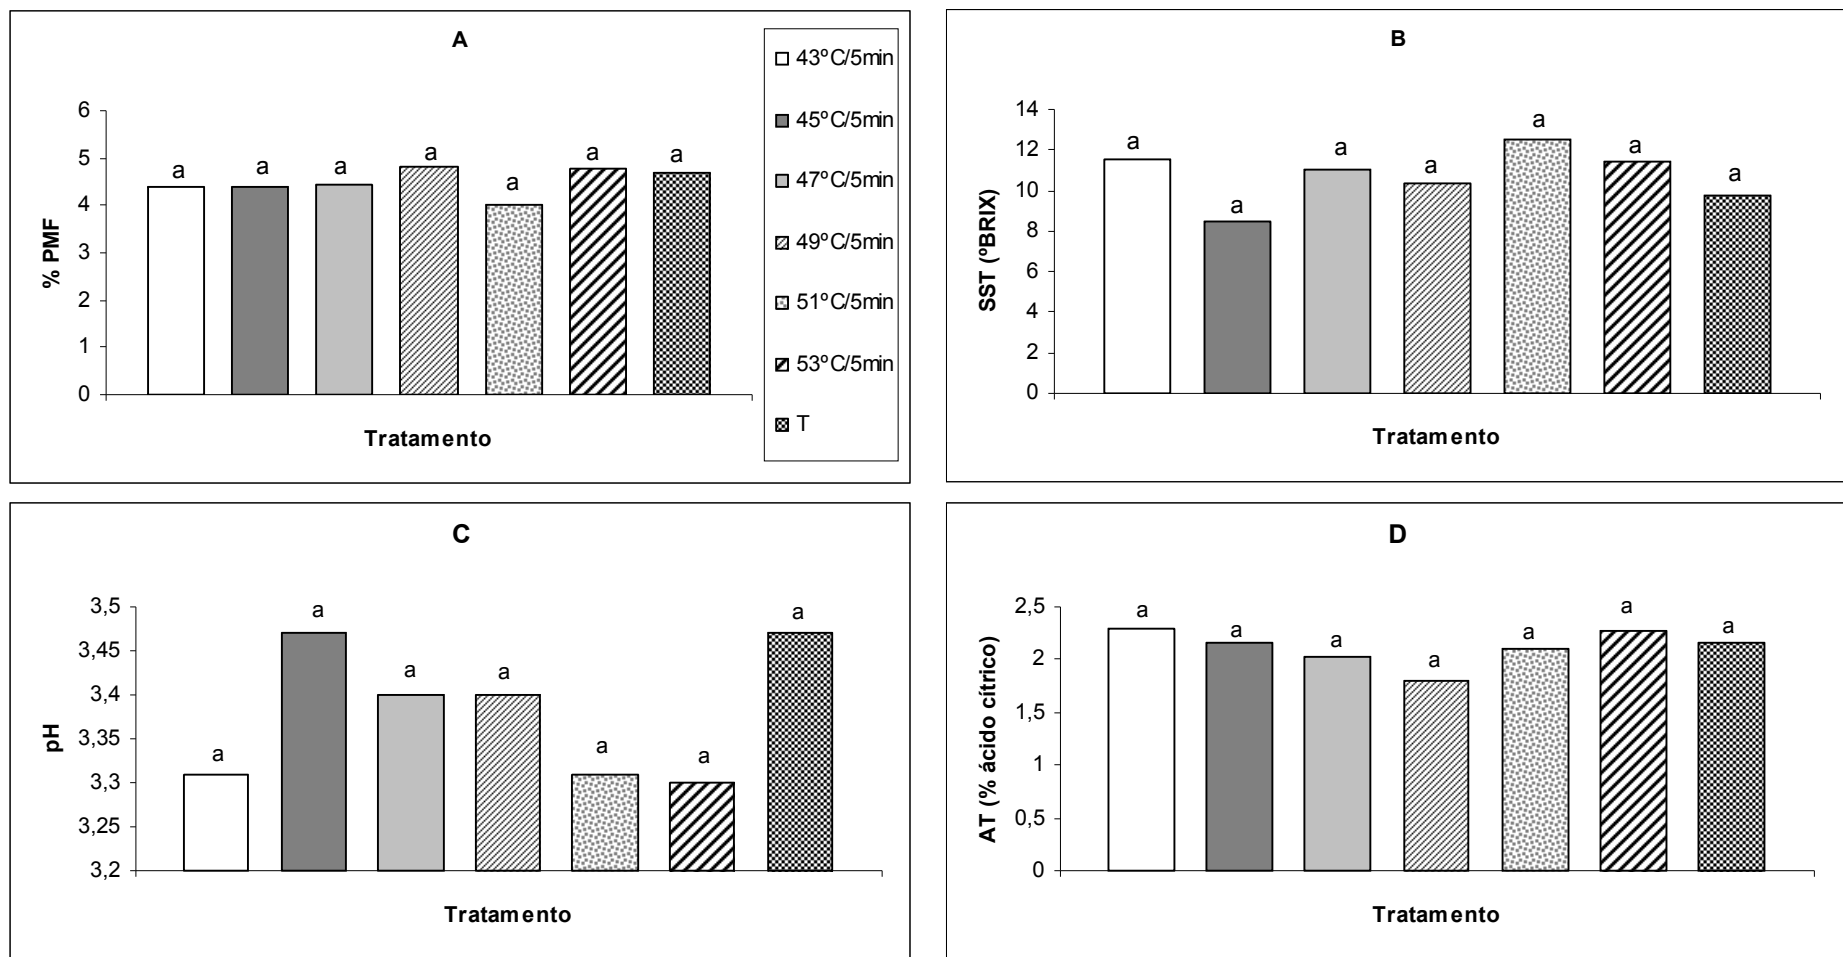 A
43ºC/5min
45ºC/5min
47ºC/5min
49ºC/5min
51ºC/5min
53ºC/5min
T
6
5
4
3
2
1
0
% PMF
a a a a a a a
Tratamento
B
14
12
10
8
6
4
2
0
SST (ºBRIX)
a a a a a a a
Tratamento
C
3,5
3,45
3,4
3,35
3,3
3,25
3,2
pH
a a a a a a a
Tratamento
D
2,5
2
1,5
1
0,5
0
AT (% ácido cítrico)
a a a a a a a
Tratamento